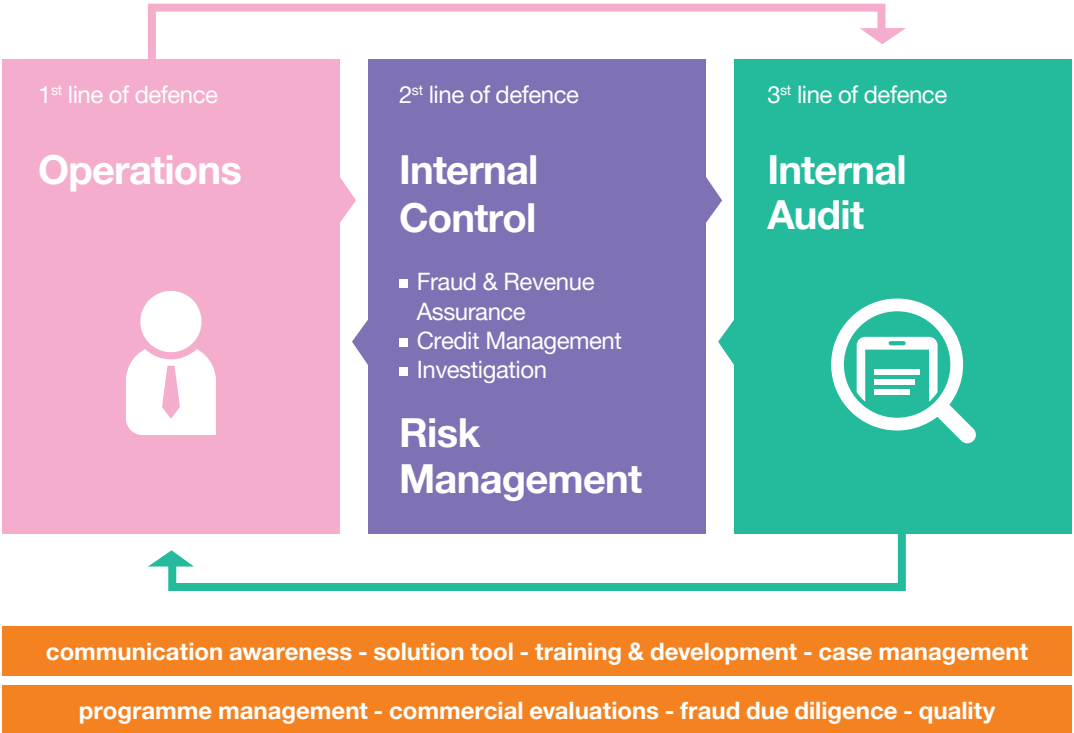 1st line of defence
Operations
2st line of defence
Internal
Control
Fraud & Revenue
Assurance
Credit Management
Investigation
Risk
Management
3st line of defence
Internal
Audit
communication awareness - solution tool - training & development - case management
programme management - commercial evaluations - fraud due diligence - quality